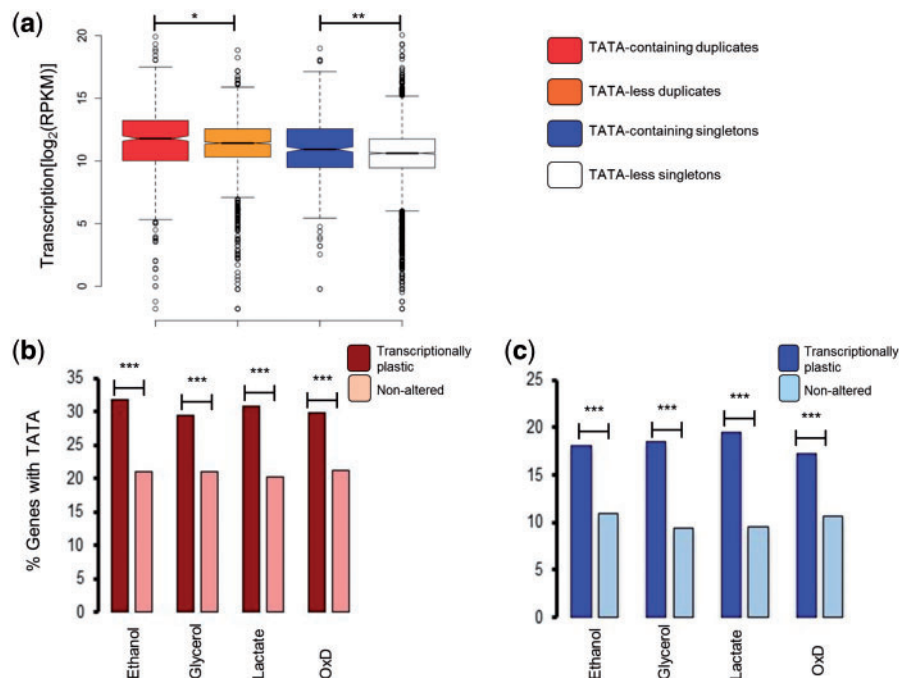 (a)
*
**
20
15
10
5
0
Transcription[log2(RPKM)]
TATA-containing duplicates
TATA-less duplicates
TATA-containing singletons
TATA-less singletons
(b)
Transcriptionally plastic
Non-altered
***
***
***
***
35
30
25
20
15
10
5
0
% Genes with TATA
Ethanol
Glycerol
Lactate
OxD
(c)
Transcriptionally plastic
Non-altered
***
***
***
***
25
20
15
10
5
0
Ethanol
Glycerol
Lactate
OxD